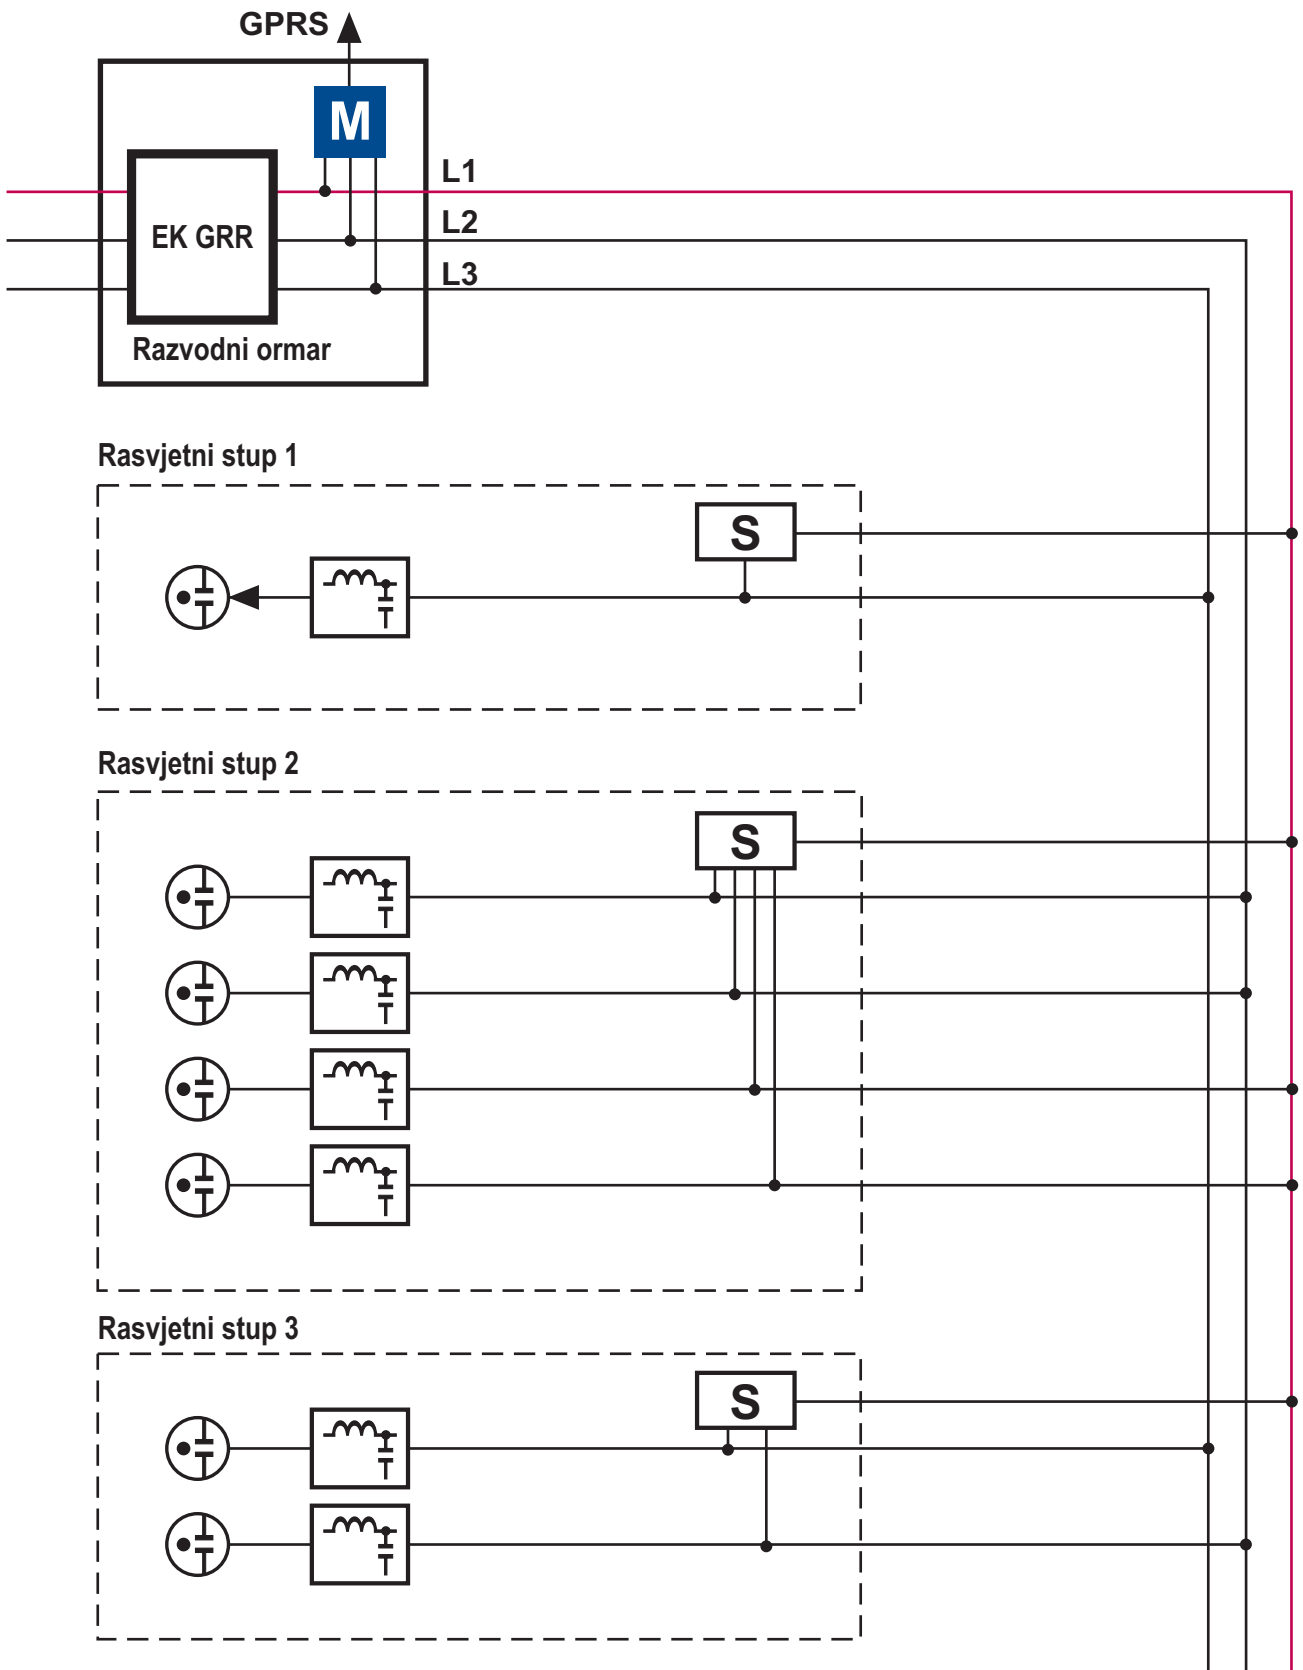 GPRS
M
L1
EK GRR
L2
L3
Razvodni ormar
Rasvjetni stup 1
S
Rasvjetni stup 2
S
Rasvjetni stup 3
S